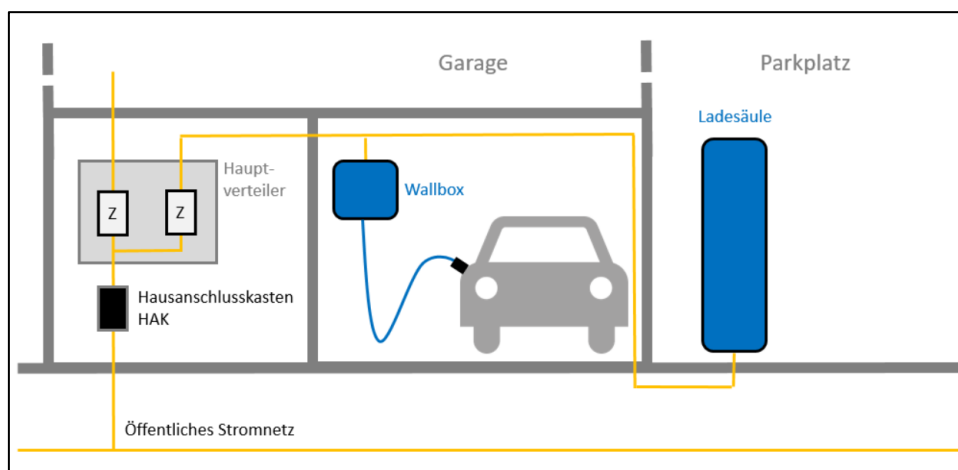 Garage
Parkplatz
Ladesäule
Haupt-
verteiler
Wallbox
Z
Z
Hausanschlusskasten
HAK
Öffentliches Stromnetz